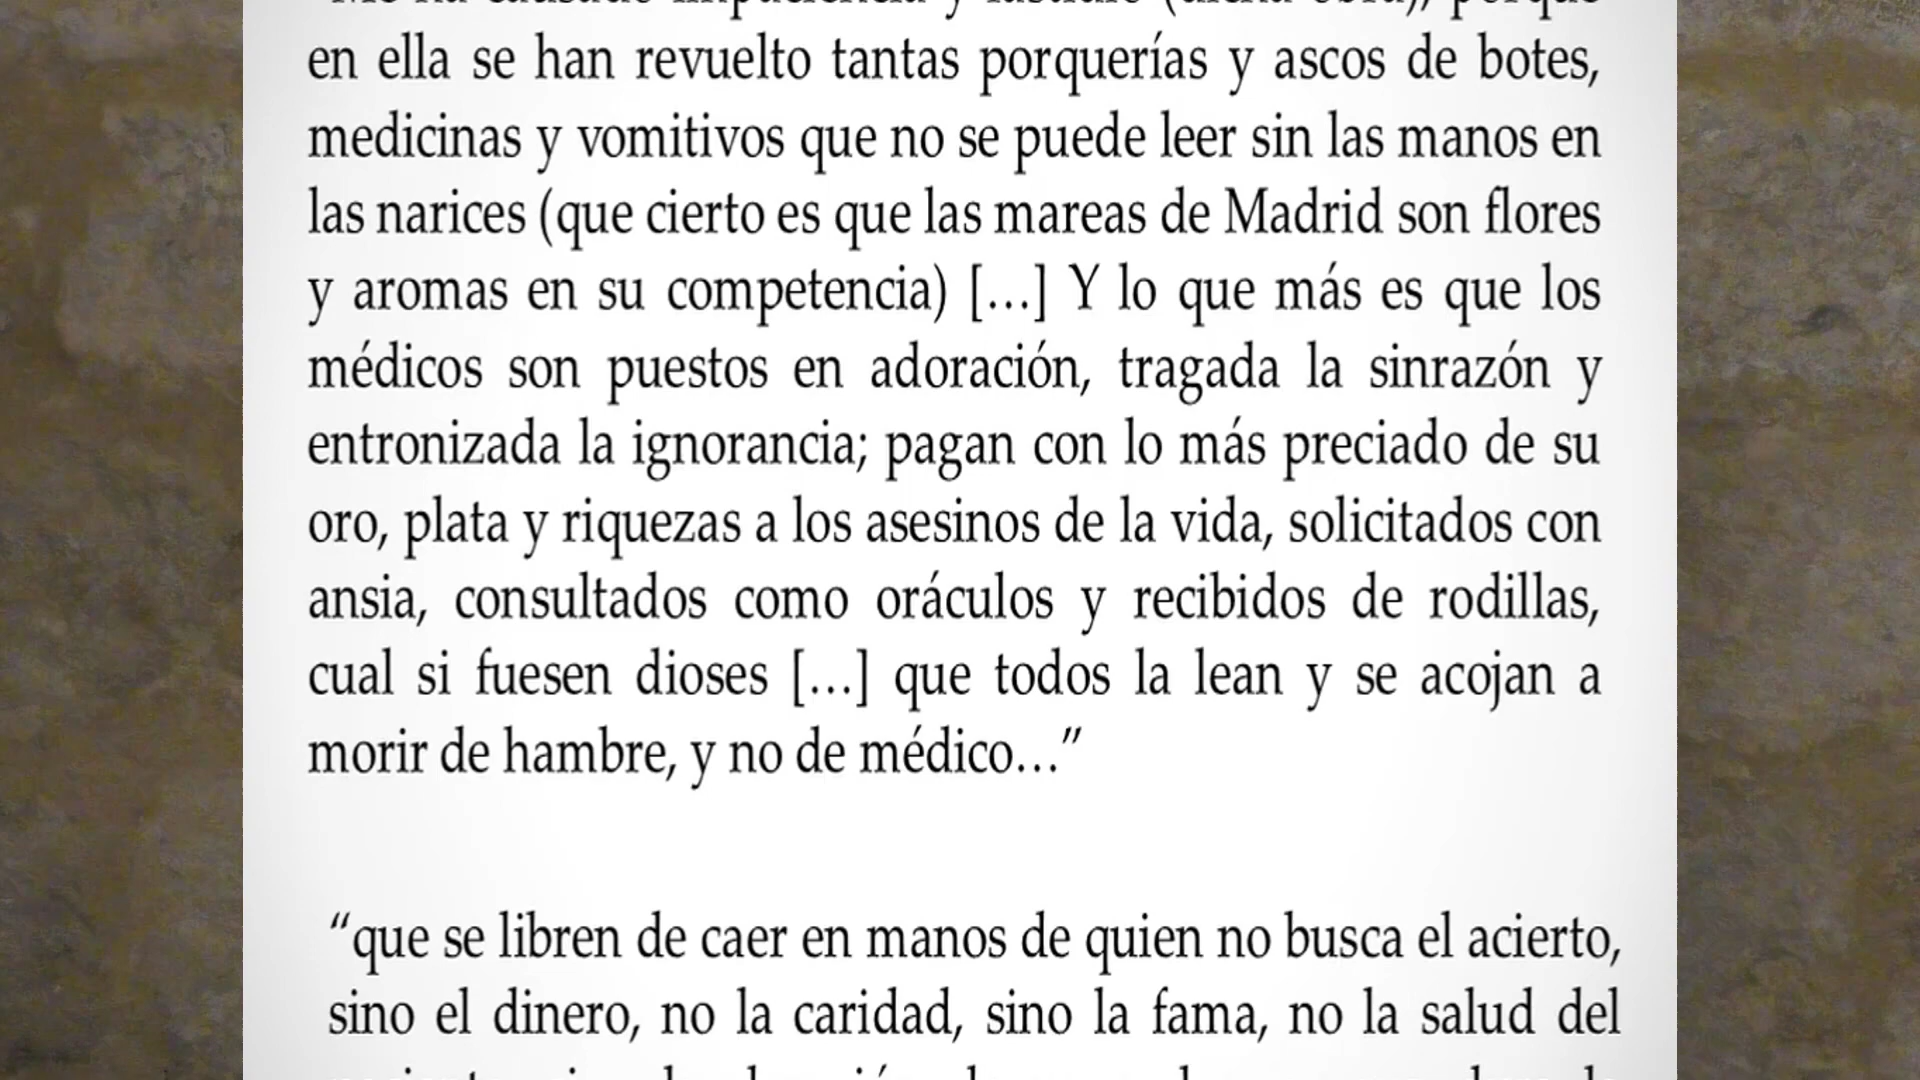 en ella se han revuelto tantas porquerías y ascos de botes,
medicinas y vomitivos que no se puede leer sin las manos en
las narices (que cierto es que las mareas de Madrid son flores
y aromas en su competencia) […] Y lo que más es que los
médicos son puestos en adoración, tragada la sinrazón y
entronizada la ignorancia; pagan con lo más preciado de su
oro, plata y riquezas a los asesinos de la vida, solicitados con
ansia, consultados como oráculos y recibidos de rodillas,
cual si fuesen dioses […] que todos la lean y se acojan a
morir de hambre, y no de médico…”
“que se libren de caer en manos de quien no busca el acierto,
sino el dinero, no la caridad, sino la fama, no la salud del